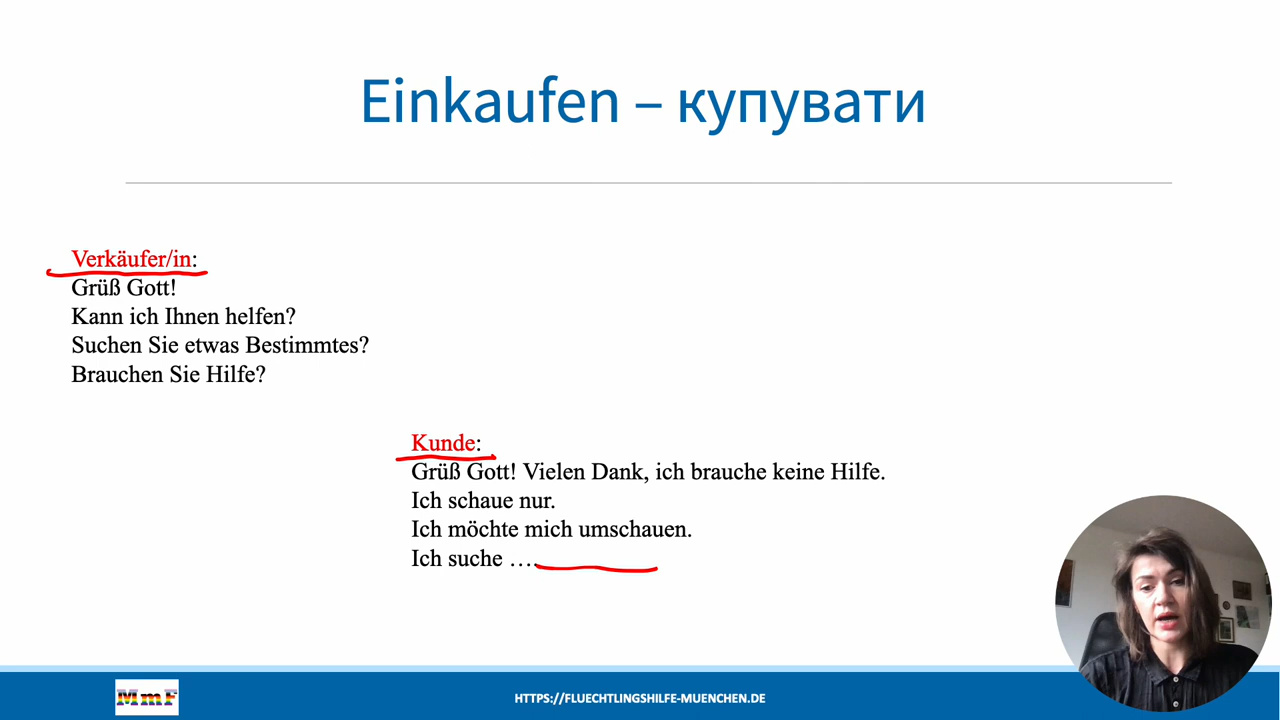 Einkaufen – купувати
Verkäufer/in:
Grüß Gott!
Kann ich Ihnen helfen?
Suchen Sie etwas Bestimmtes?
Brauchen Sie Hilfe?
Kunde:
Grüß Gott! Vielen Dank, ich brauche keine Hilfe.
Ich schaue nur.
Ich möchte mich umschauen.
Ich suche ….
MmF
HTTPS://FLUECHTLINGSHILFE-MUENCHEN.DE